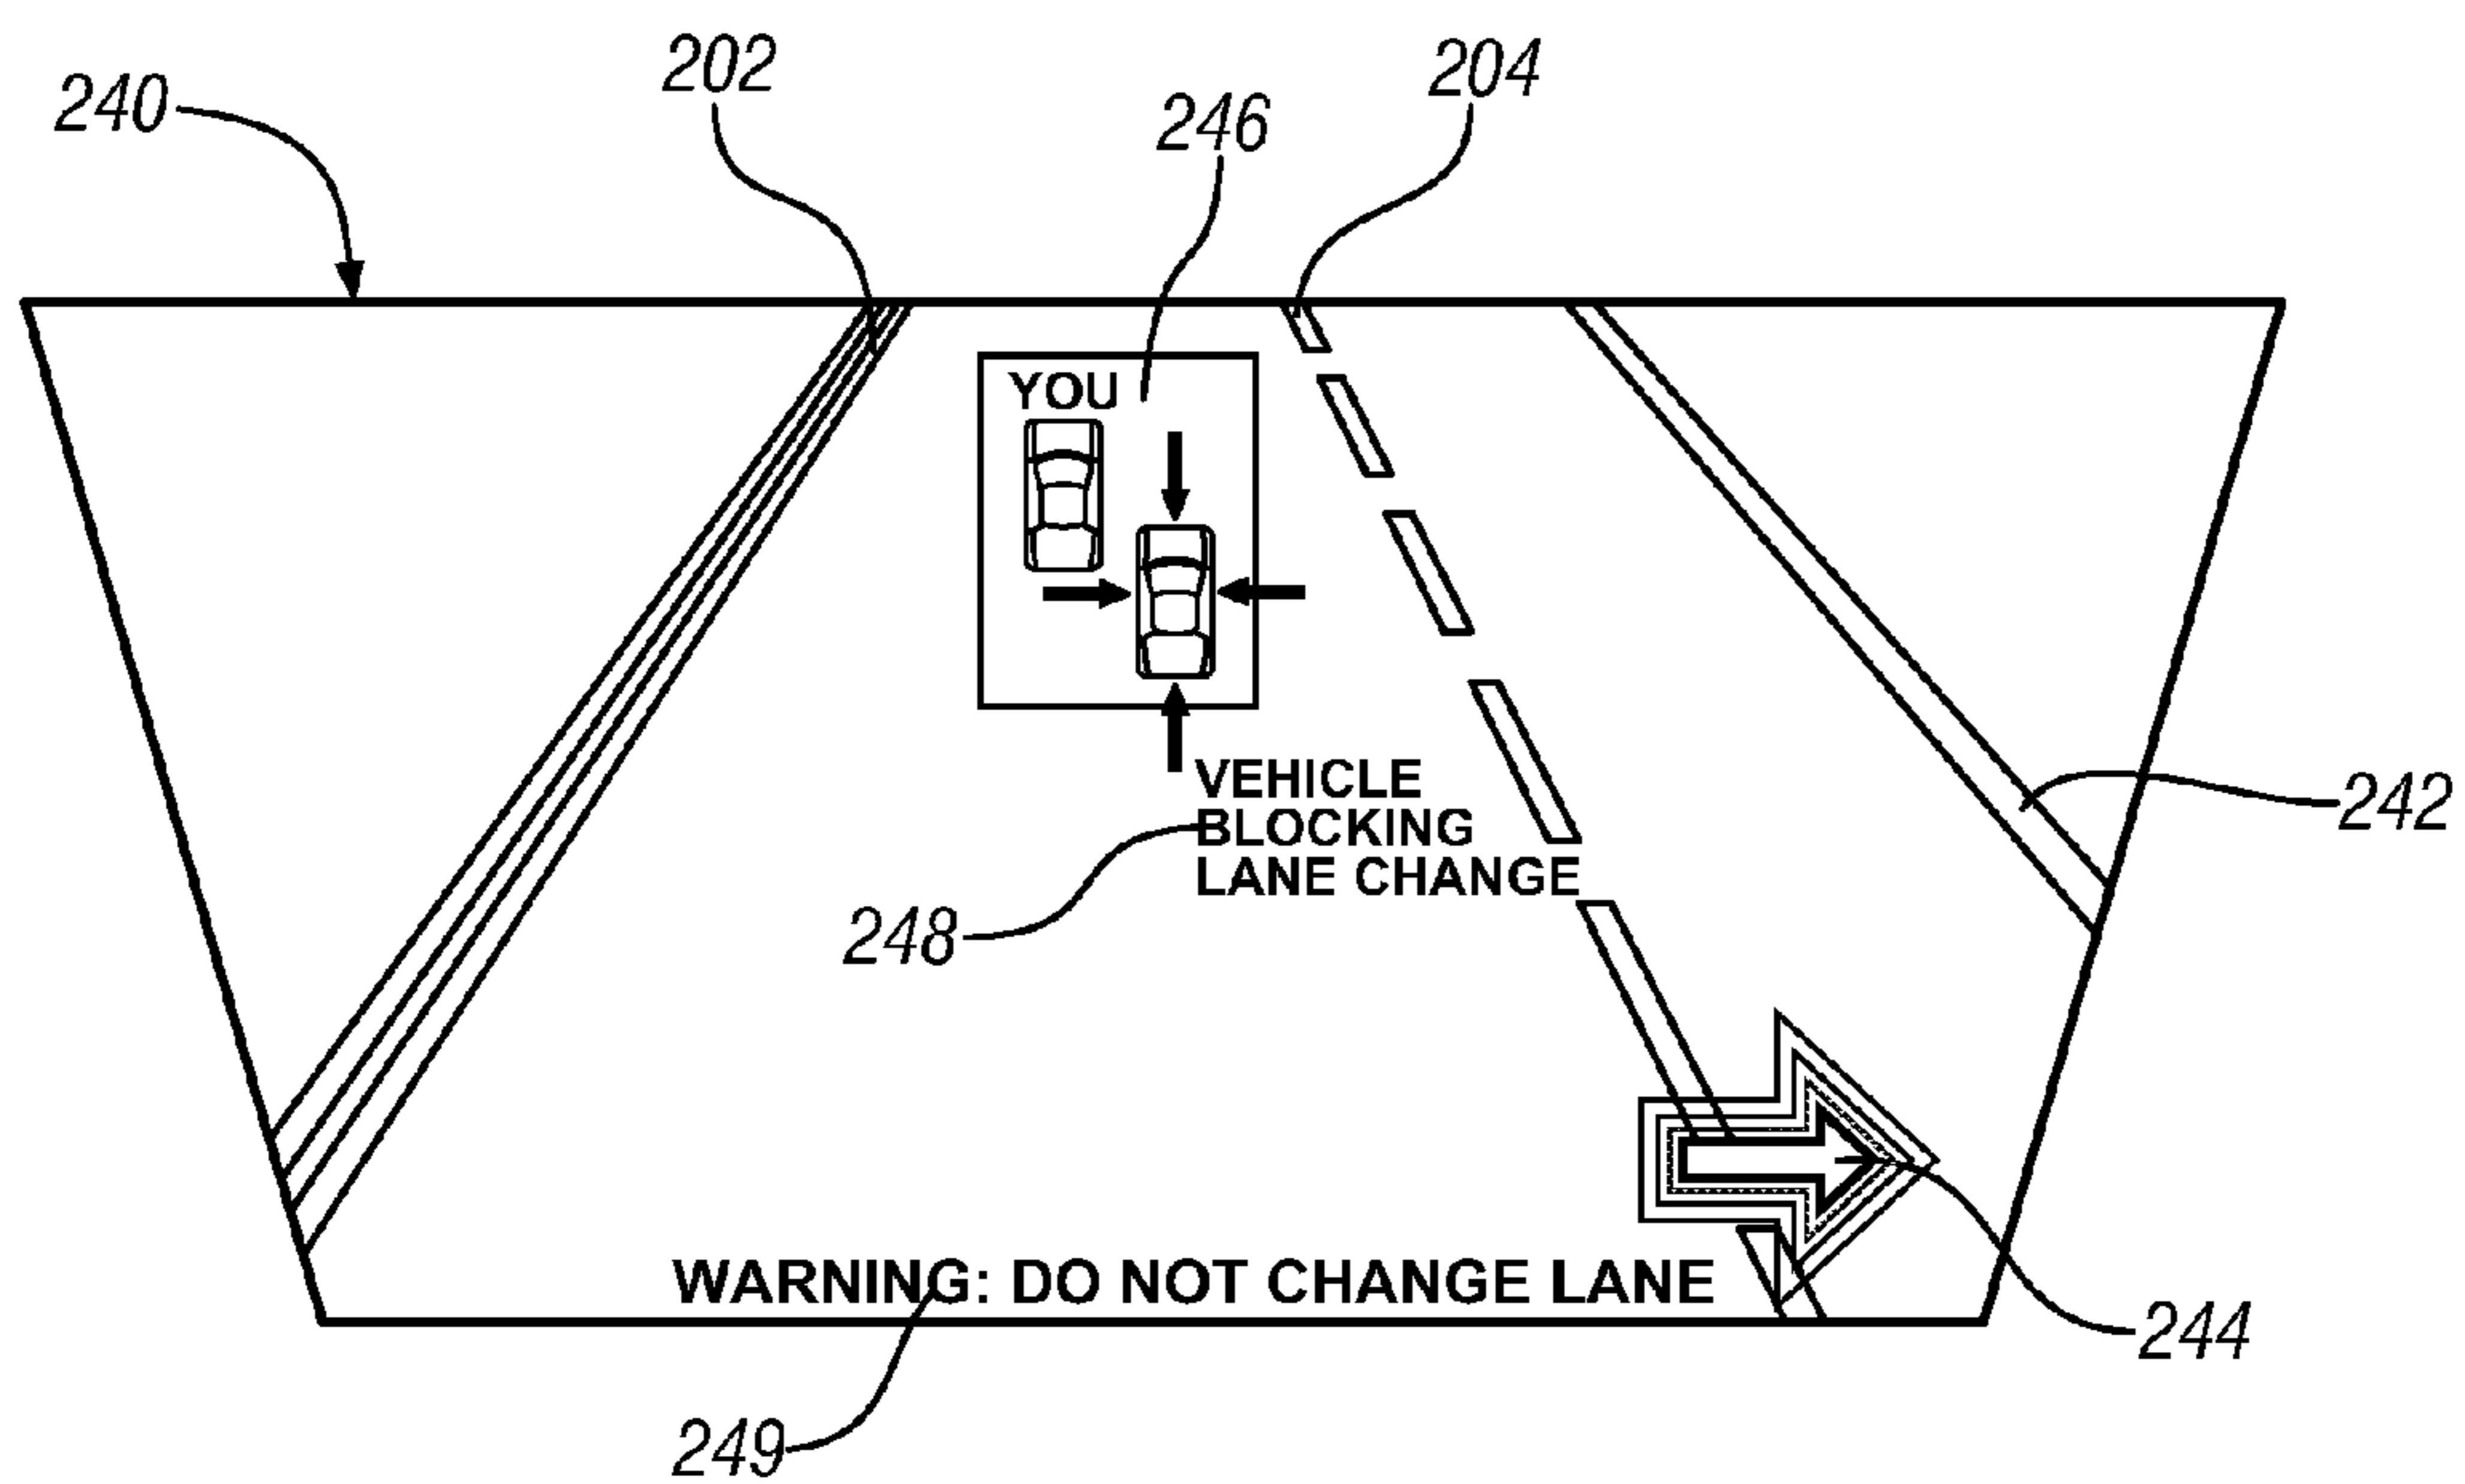 202
204
240
246
YOU
VEHICLE
BLOCKING
LANE CHANGE
242
248
WARNING: DO NOT CHANGE LANE
244
249